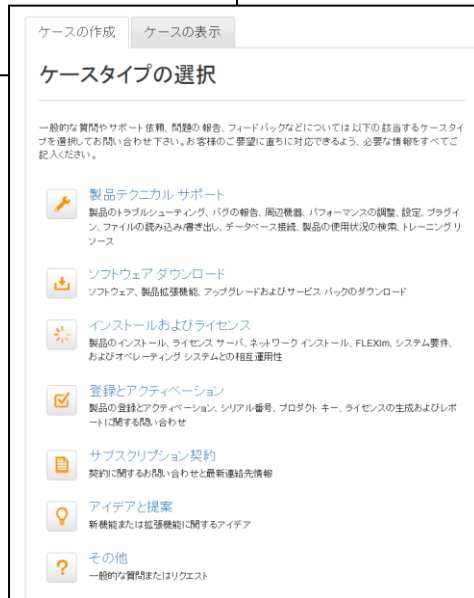 ケースの作成
ケースの表示
ケースタイプの選択
一般的な質問やサポート依頼、問題の報告、フィードバックなどについては以下の該当するケースタイ
プを選択してお問い合わせ下さい。お客様のご要望に直ちに対応できるよう、必要な情報をすべてご
記入ください。
製品テクニカル サポート
製品のトラブルシューティング、バグの報告、周辺機器、パフォーマンスの調整、設定、プラグイ
ン、ファイルの読み込み/書き出し、データベース接続、製品の使用状況の検索、トレーニング リ
ソース
ソフトウェア ダウンロード
ソフトウェア、製品拡張機能、アップグレードおよびサービス パックのダウンロード
インストールおよびライセンス
製品のインストール、ライセンス サーバ、ネットワーク インストール、FLEXlm、システム要件、
およびオペレーティング システムとの相互運用性
登録とアクティベーション
製品の登録とアクティベーション、シリアル番号、プロダクト キー、ライセンスの生成およびレポ
ートに関する問い合わせ
サブスクリプション契約
契約に関するお問い合わせと最新連絡先情報
アイデアと提案
新機能または拡張機能に関するアイデア
その他
一般的な質問またはリクエスト